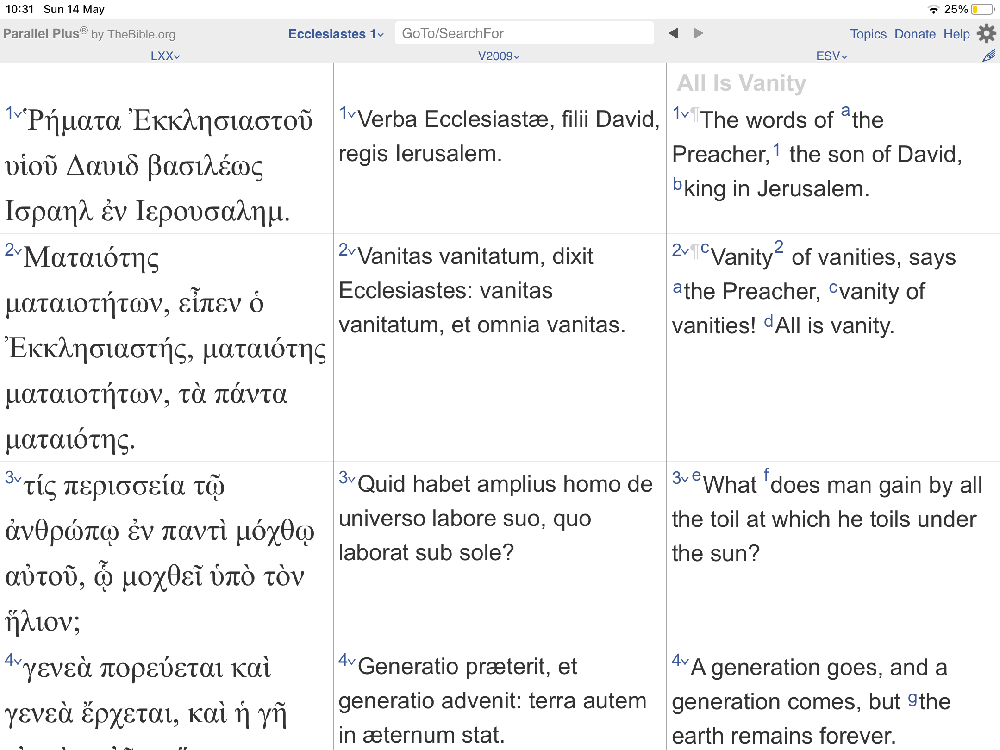 10:31 Sun 14 May
25%
Parallel Plus® by TheBible.org
Ecclesiastes 1
GoTo/SearchFor
Topics Donate Help
LXX
V2009
ESV
1 Ῥήματα Ἐκκλησιαστοῦ
υἱοῦ Δαυιδ βασιλέως
Ισραηλ ἐν Ιερουσαλημ.
2 Ματαιότης
ματαιοτήτων, εἶπεν ὁ
Ἐκκλησιαστής, ματαιότης
ματαιοτήτων, τὰ πάντα
ματαιότης.
3 τίς περισσεία τῷ
ἀνθρώπῳ ἐν παντὶ μόχθῳ
αὐτοῦ, ᾧ μοχθεῖ ὑπὸ τὸν
ἥλιον;
4 γενεὰ πορεύεται καὶ
γενεὰ ἔρχεται, καὶ ἡ γῆ
1 Verba Ecclesiastæ, filii David,
regis Ierusalem.
2 Vanitas vanitatum, dixit
Ecclesiastes: vanitas
vanitatum, et omnia vanitas.
3 Quid habet amplius homo de
universo labore suo, quo
laborat sub sole?
4 Generatio præterit, et
generatio advenit: terra autem
in æternum stat.
All Is Vanity
1 ¶The words of a the
Preacher,1 the son of David,
b king in Jerusalem.
2 ¶ c Vanity2 of vanities, says
a the Preacher, c vanity of
vanities! d All is vanity.
3 e What f does man gain by all
the toil at which he toils under
the sun?
4 A generation goes, and a
generation comes, but g the
earth remains forever.